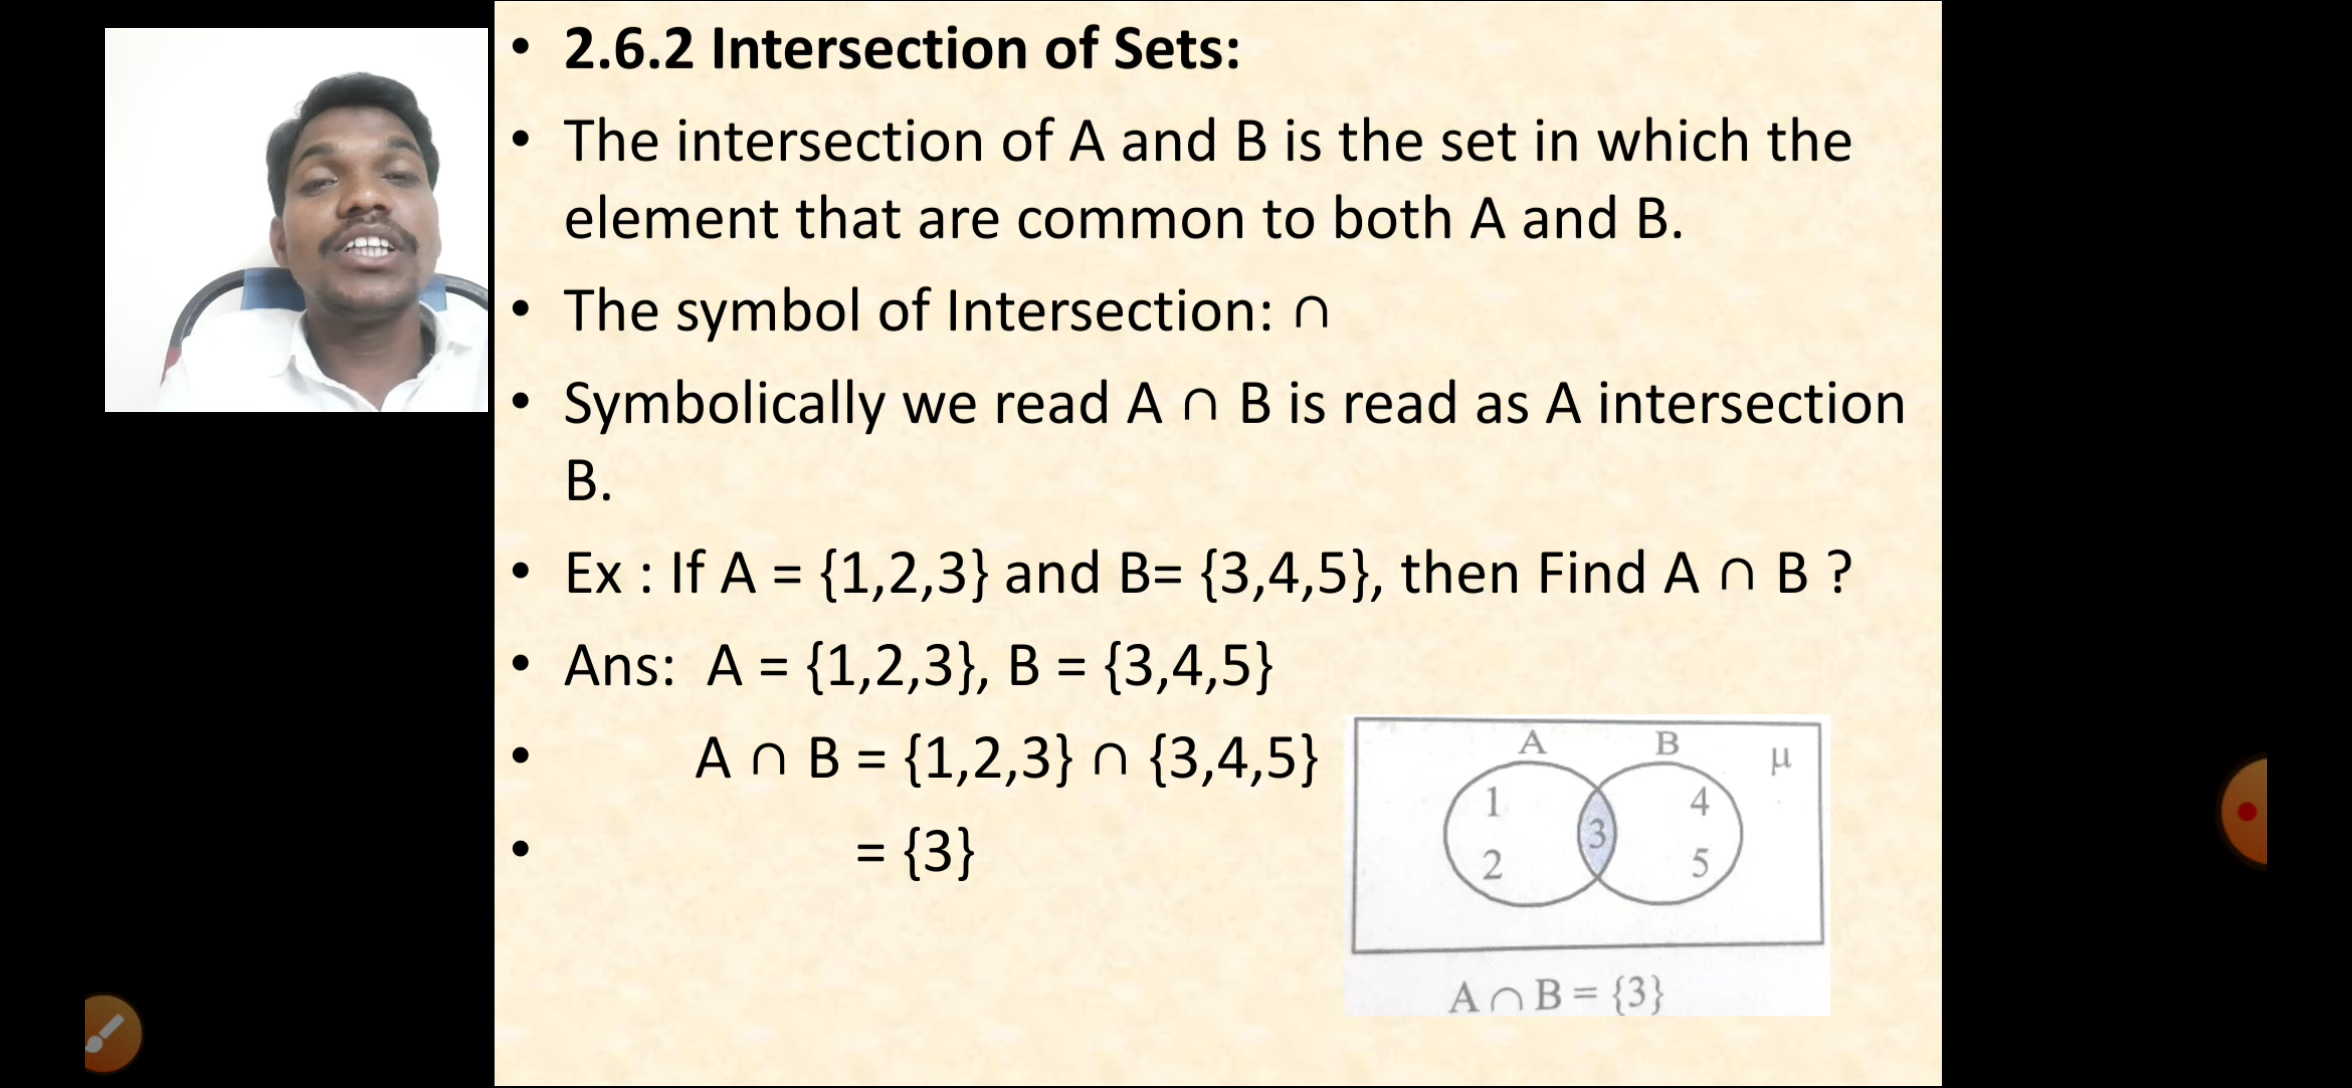 • 2.6.2 Intersection of Sets:
• The intersection of A and B is the set in which the
element that are common to both A and B.
• The symbol of Intersection: ∩
• Symbolically we read A ∩ B is read as A intersection
B.
• Ex : If A = {1,2,3} and B= {3,4,5}, then Find A ∩ B ?
• Ans: A = {1,2,3}, B = {3,4,5}
• A ∩ B = {1,2,3} ∩ {3,4,5}
• = {3}
A B μ
1 3 4
2 5
A ∩ B = {3}